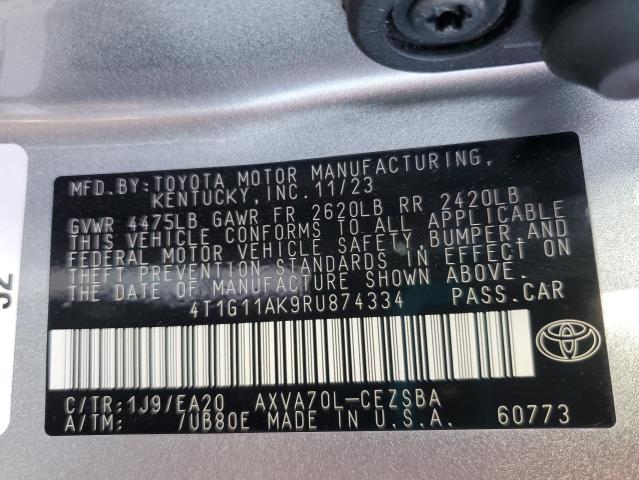 MFD.BY:TOYOTA MOTOR MANUFACTURING,
KENTUCKY,INC.11/23
GVWR 4475LB GAWR FR 2620LB RR 2420LB
THIS VEHICLE CONFORMS TO ALL APPLICABLE
FEDERAL MOTOR VEHICLE SAFETY,BUMPER AND
THEFT PREVENTION STANDARDS IN EFFECT ON
THE DATE OF MANUFACTURE SHOWN ABOVE.
4T1G11AK9RU874334 PASS.CAR
C/TR:1J9/EA20 AXVA70L-CEZSBA
A/TM: /UB80E MADE IN U.S.A. 60773